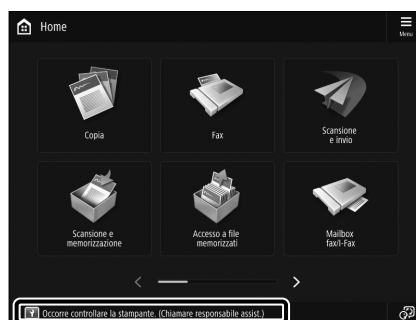 Home
Menu
Copia
Fax
Scansione
e invio
Scansione e
memorizzazione
Accesso a file
memorizzati
Mailbox
fax/I-Fax
Occorre controllare la stampante. (Chiamare responsabile assist.)